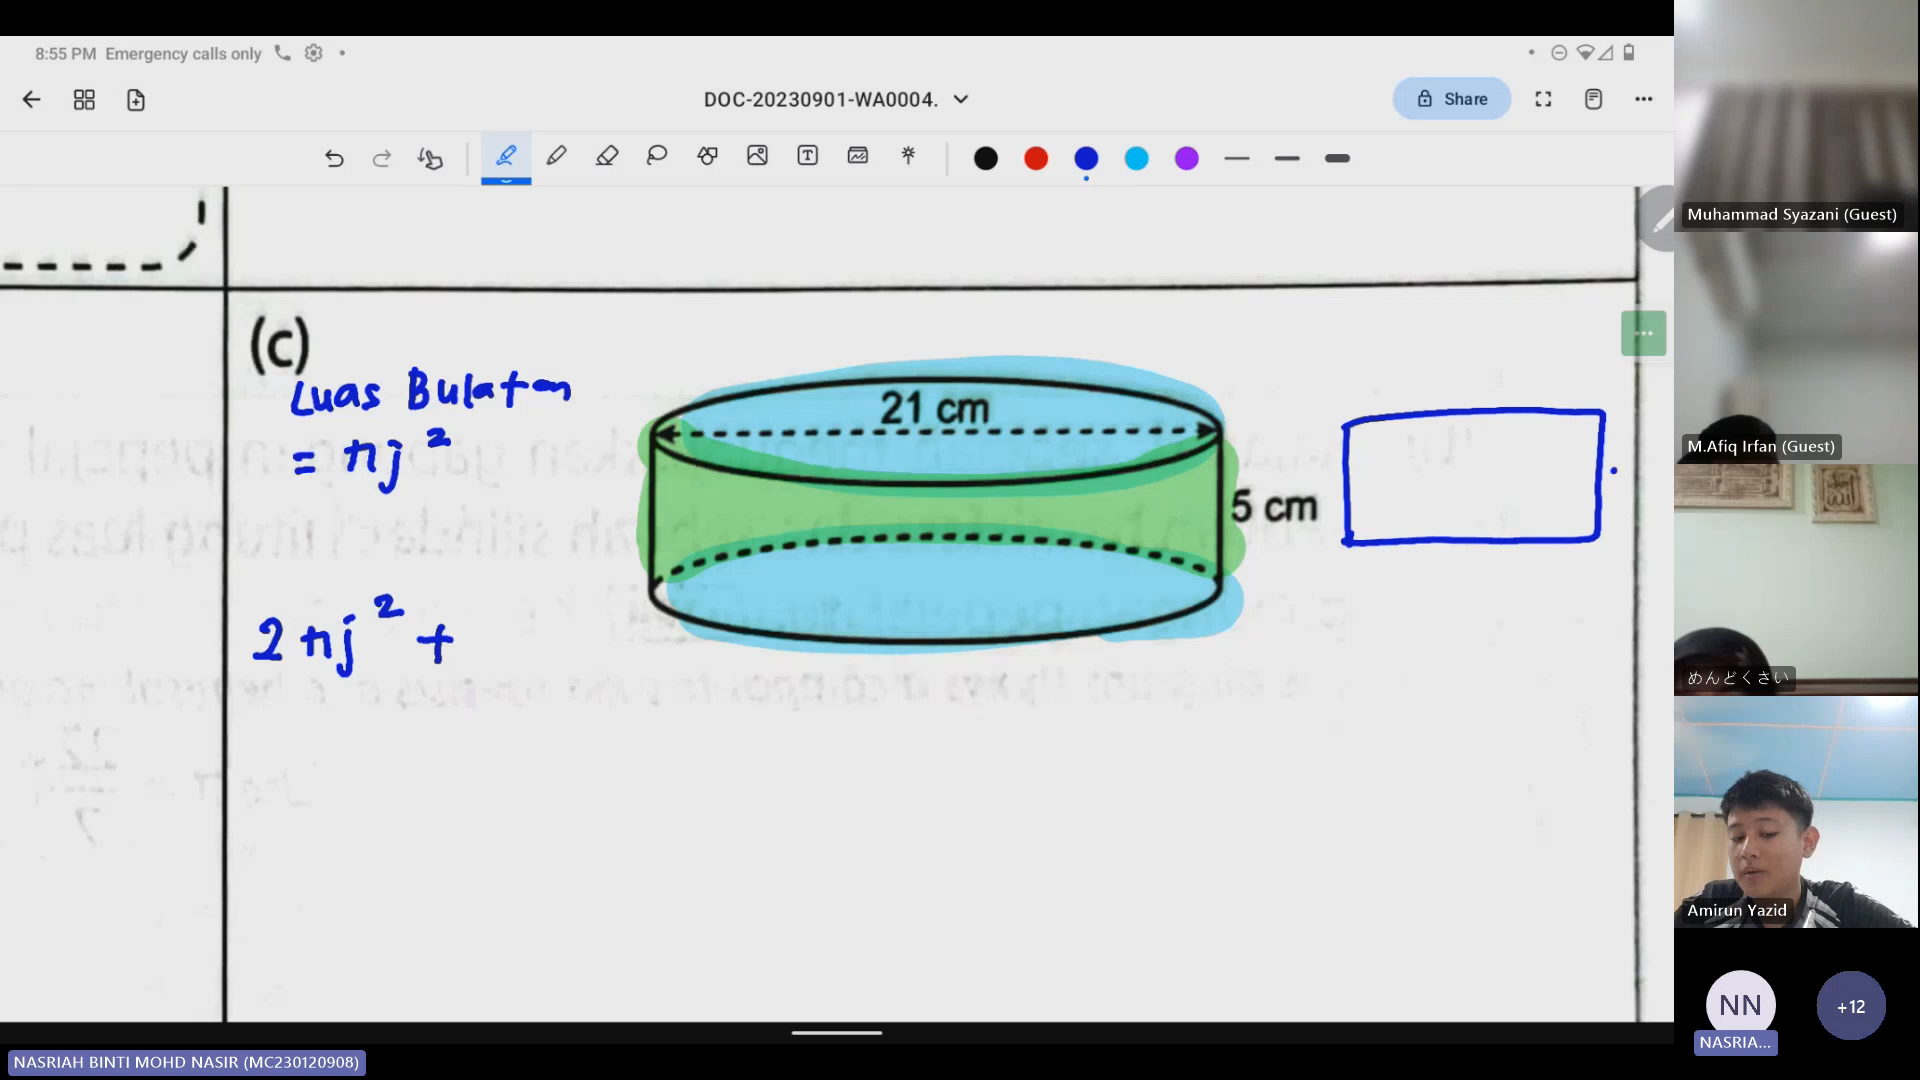 8:55 PM Emergency calls only
DOC-20230901-WA0004.
Share
(c)
Luas Bulatan
= πj²
21 cm
5 cm
2πj² +
22
7
Muhammad Syazani (Guest)
M.Afiq Irfan (Guest)
めんどくさい
Amirun Yazid
NN
NASRIA...
+12
NASRIAH BINTI MOHD NASIR (MC230120908)